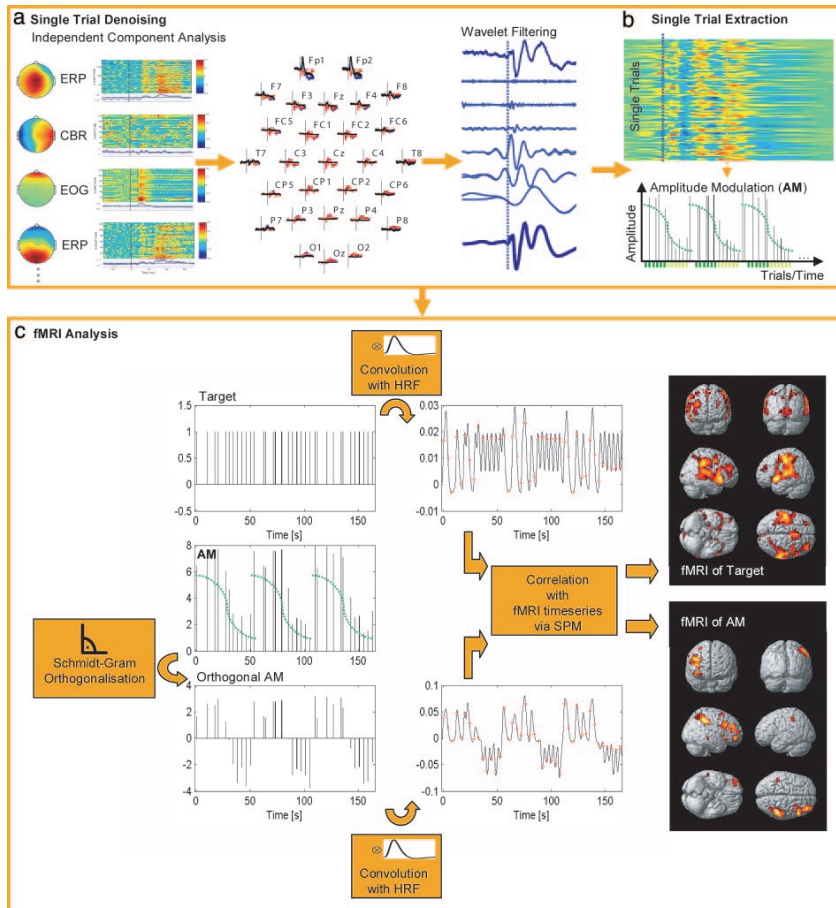 a Single Trial Denoising
Independent Component Analysis
ERP
CBR
EOG
ERP
Fp1 Fp2
F7 F3 Fz F4 F8
FC5 FC1 FC2 FC6
T7 C3 Cz C4 T8
CP5 CP1 CP2 CP6
P7 P3 Pz P4 P8
O1 Oz O2
Wavelet Filtering
b Single Trial Extraction
Single Trials
Amplitude Modulation (AM)
Amplitude
Trials/Time
...
c fMRI Analysis
⊗
Convolution
with HRF
Target
1.5
1
0.5
0
-0.5
0 50 100 150
Time [s]
0.03
0.02
0.01
0
-0.01
0 50 100 150
Time [s]
AM
8
6
4
2
0
0 50 100 150
Time [s]
Schmidt-Gram
Orthogonalisation
Orthogonal AM
4
2
0
-2
-4
0 50 100 150
Time [s]
0.1
0.05
0
-0.05
-0.1
0 50 100 150
Time [s]
⊗
Convolution
with HRF
Correlation
with
fMRI timeseries
via SPM
fMRI of Target
fMRI of AM